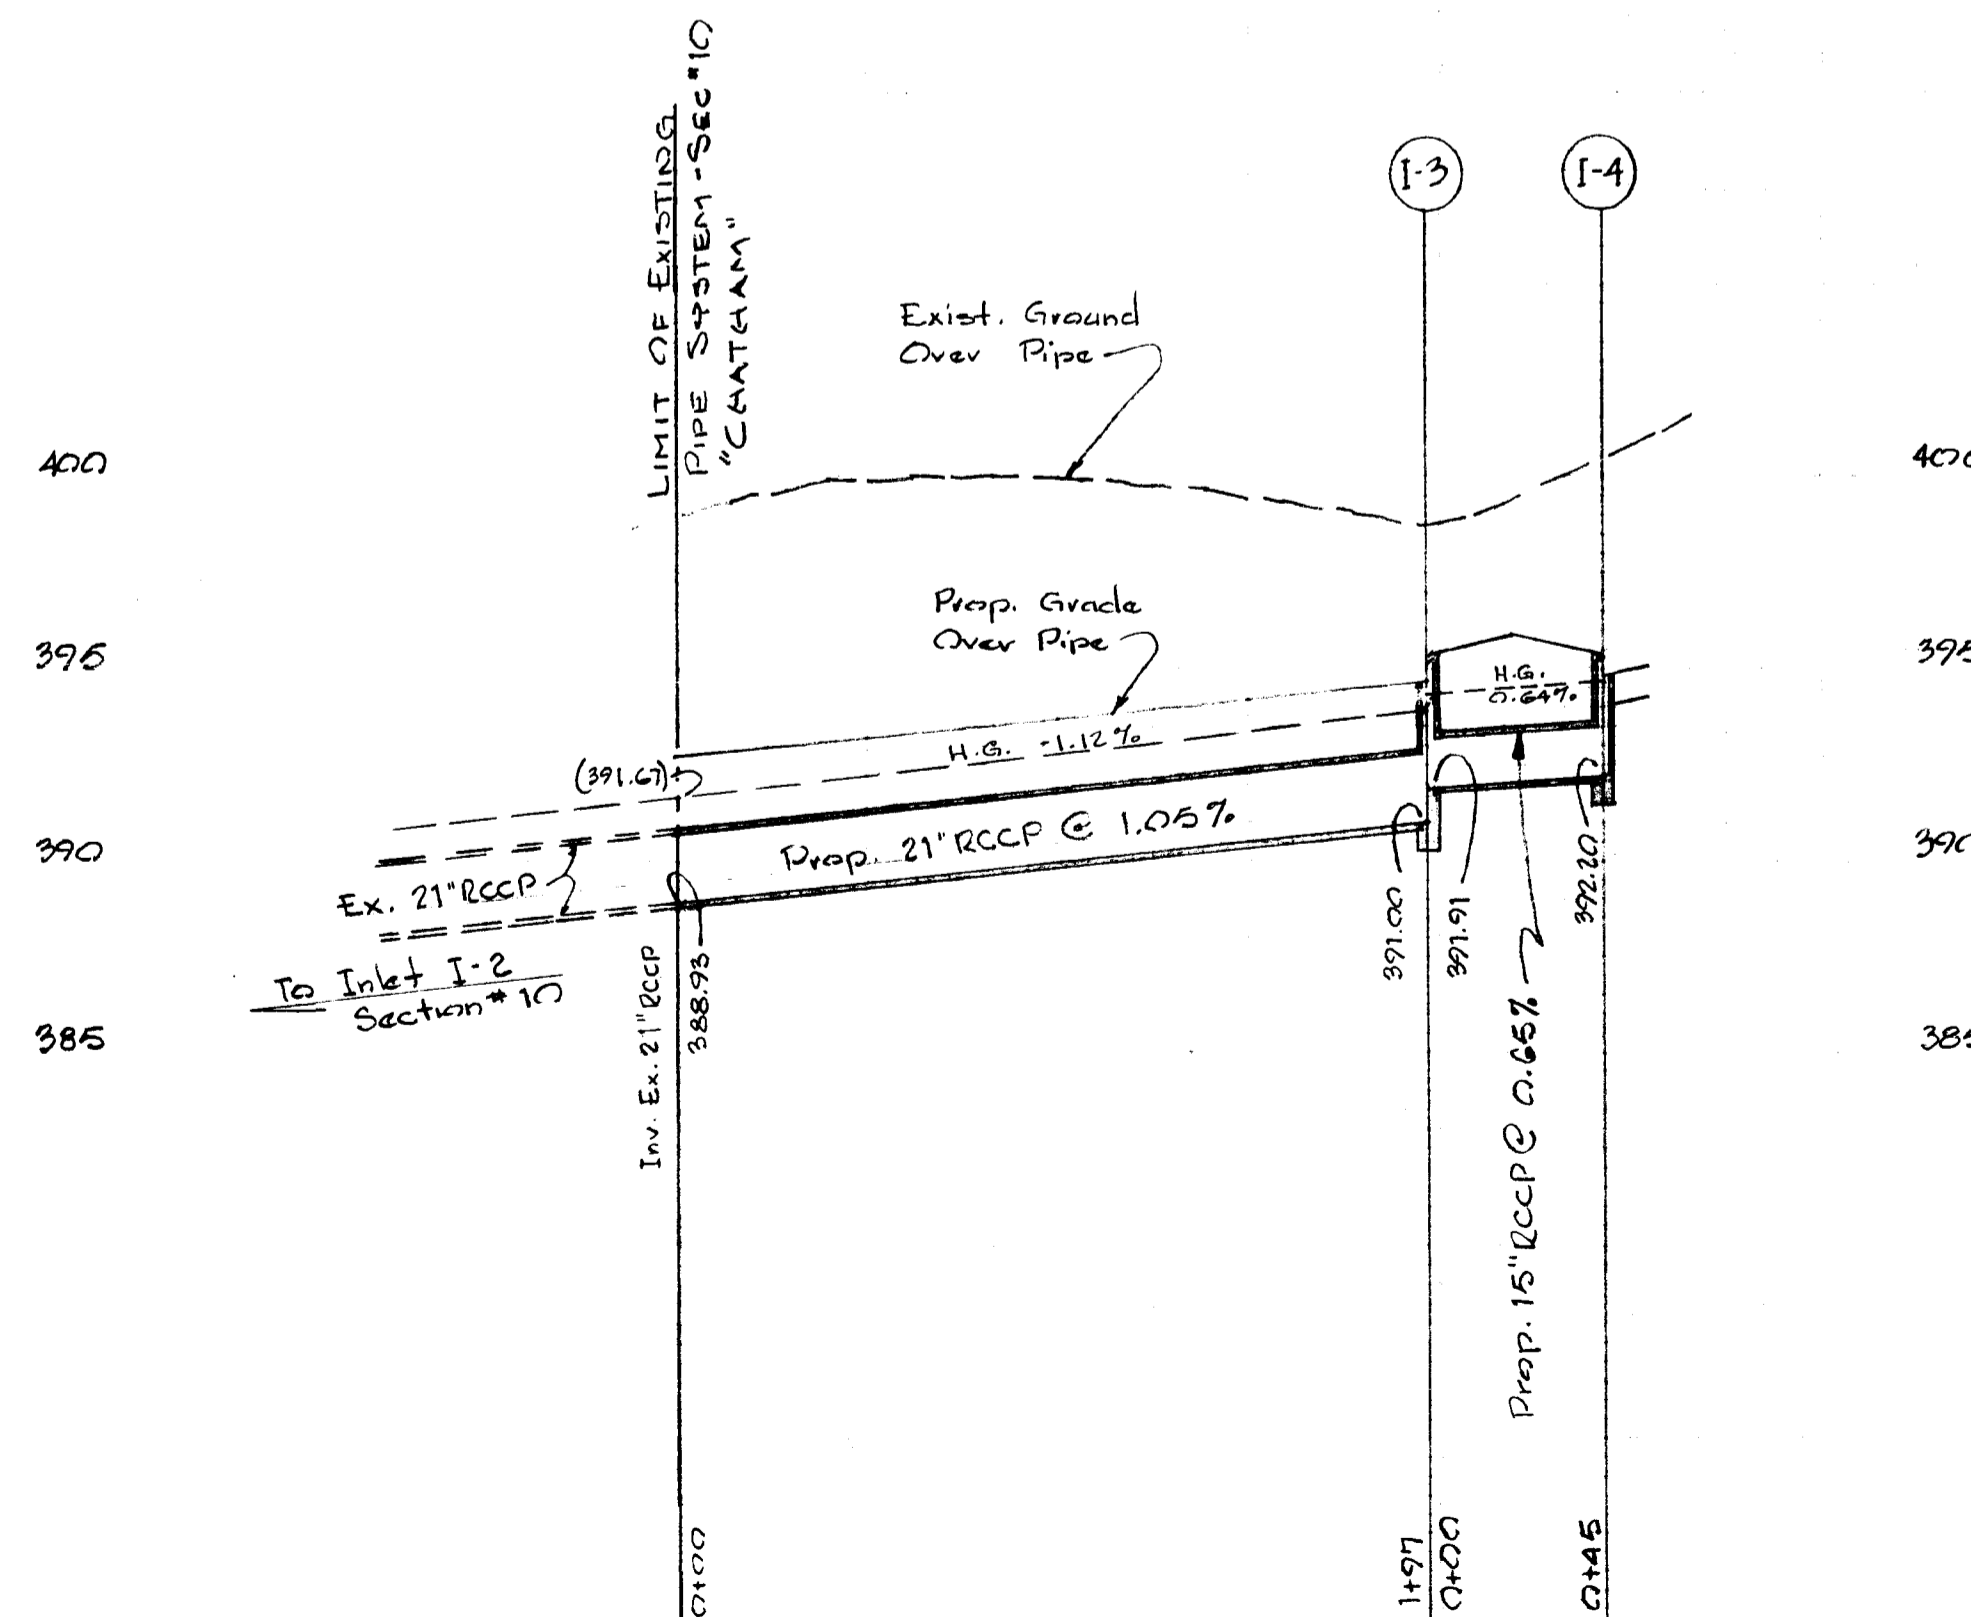 LIMIT OF EXISTING
PIPE SYSTEM - SEC #10
"CHATHAM"
I-3
I-4
Exist. Ground
Over Pipe
400
400
Prop. Grade
Over Pipe
395
395
H.G.
0.64%
H.G. -1.12%
(391.67)
Prop. 21" RCCP @ 1.05%
390
390
Ex. 21" RCCP
To Inlet I-2
Section #10
385
385
Inv. Ex. 21" RCCP
388.93
391.00
391.91
392.20
Prop. 15" RCCP @ 0.65%
0+00
1+97
0+00
0+45